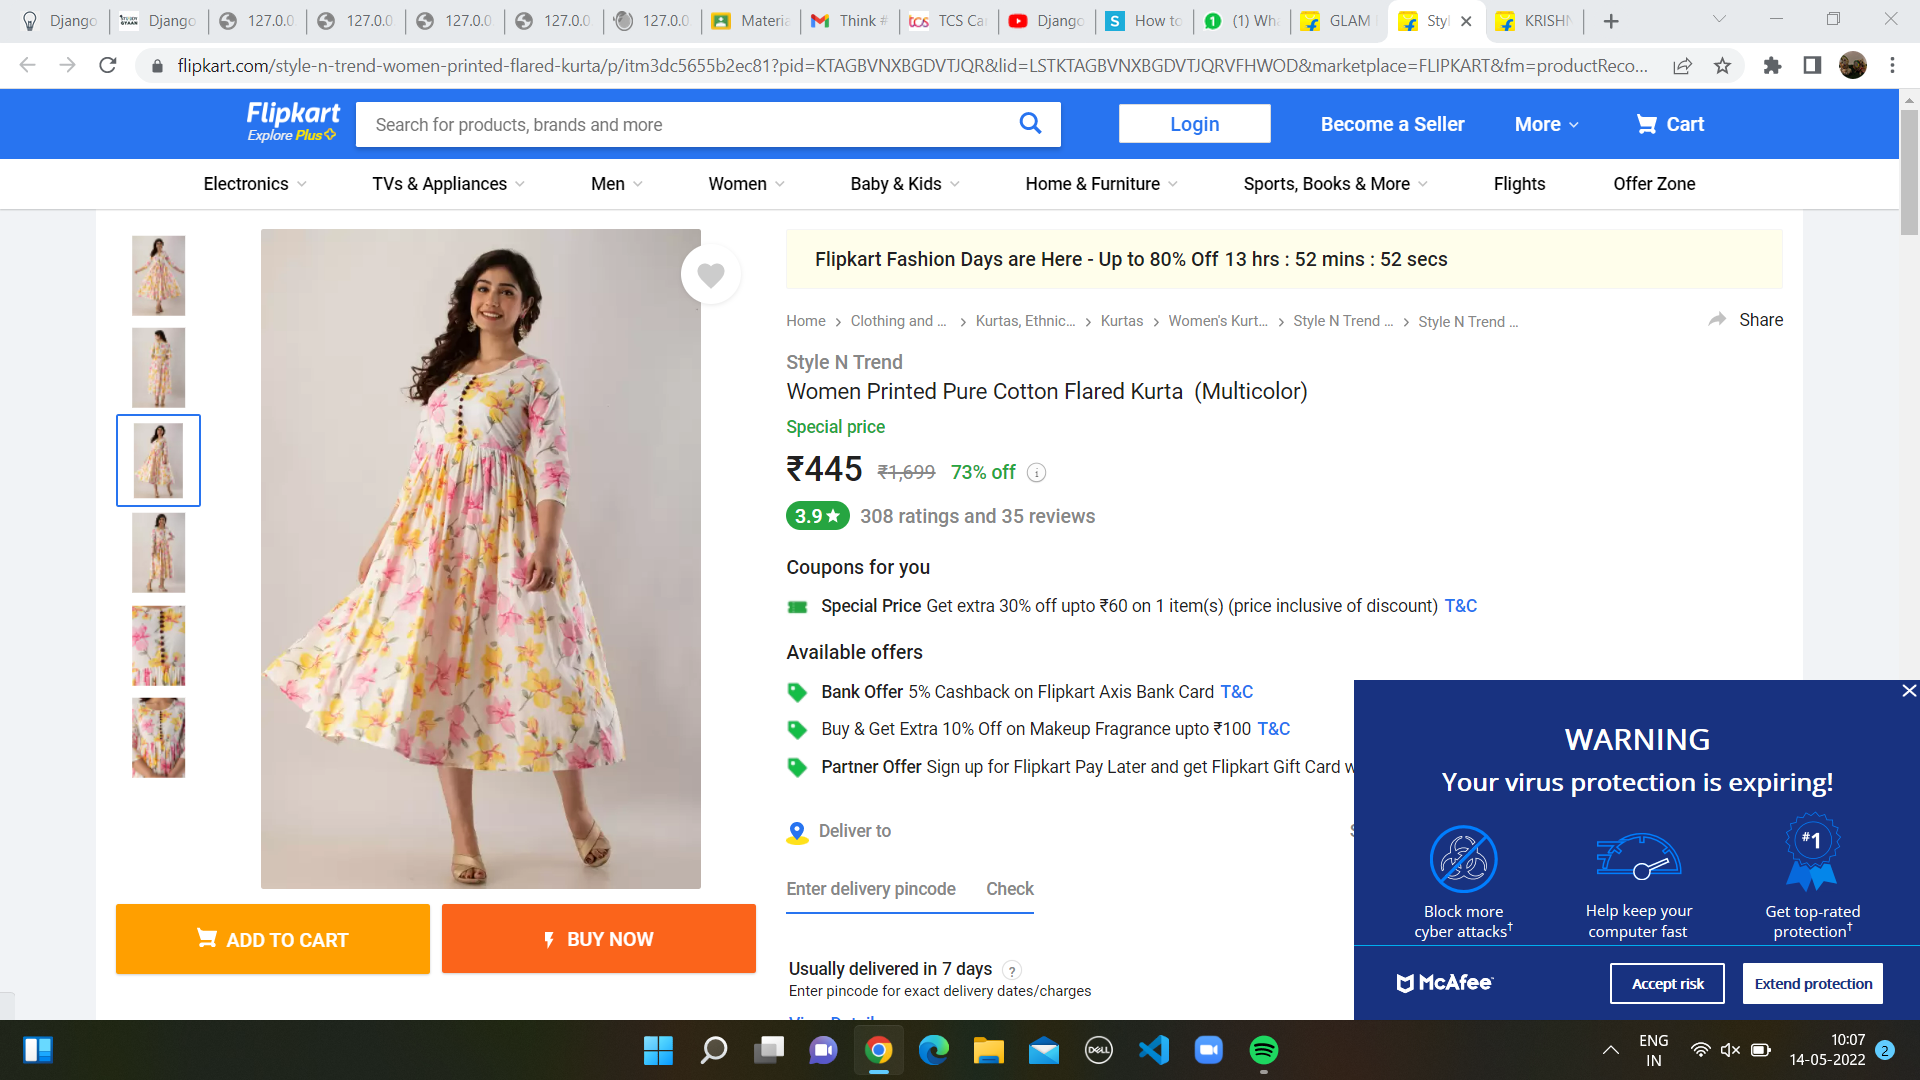 Django
Django
127.0.0
127.0.0
127.0.0
127.0.0
127.0.0
Materia
Think #
tcs TCS Car
Django
S How to
1 (1) Wha
GLAM
Styl
KRISHN
flipkart.com/style-n-trend-women-printed-flared-kurta/p/itm3dc5655b2ec81?pid=KTAGBVNXBGDVTJQR&lid=LSTKTAGBVNXBGDVTJQRVFHWOD&marketplace=FLIPKART&fm=productReco...
Flipkart
Explore Plus
Search for products, brands and more
Login
Become a Seller
More
Cart
Electronics
TVs & Appliances
Men
Women
Baby & Kids
Home & Furniture
Sports, Books & More
Flights
Offer Zone
Flipkart Fashion Days are Here - Up to 80% Off 13 hrs : 52 mins : 52 secs
Home > Clothing and ... > Kurtas, Ethnic... > Kurtas > Women's Kurt... > Style N Trend ... > Style N Trend ...
Share
Style N Trend
Women Printed Pure Cotton Flared Kurta (Multicolor)
Special price
₹445 ₹1,699 73% off i
3.9★ 308 ratings and 35 reviews
Coupons for you
Special Price Get extra 30% off upto ₹60 on 1 item(s) (price inclusive of discount) T&C
Available offers
Bank Offer 5% Cashback on Flipkart Axis Bank Card T&C
Buy & Get Extra 10% Off on Makeup Fragrance upto ₹100 T&C
Partner Offer Sign up for Flipkart Pay Later and get Flipkart Gift Card w
Deliver to
Enter delivery pincode
Check
Usually delivered in 7 days ?
Enter pincode for exact delivery dates/charges
View Detail
ADD TO CART
BUY NOW
WARNING
Your virus protection is expiring!
#1
Block more
cyber attacks†
Help keep your
computer fast
Get top-rated
protection†
McAfee™
Accept risk
Extend protection
DELL
ENG
IN
10:07
14-05-2022
2